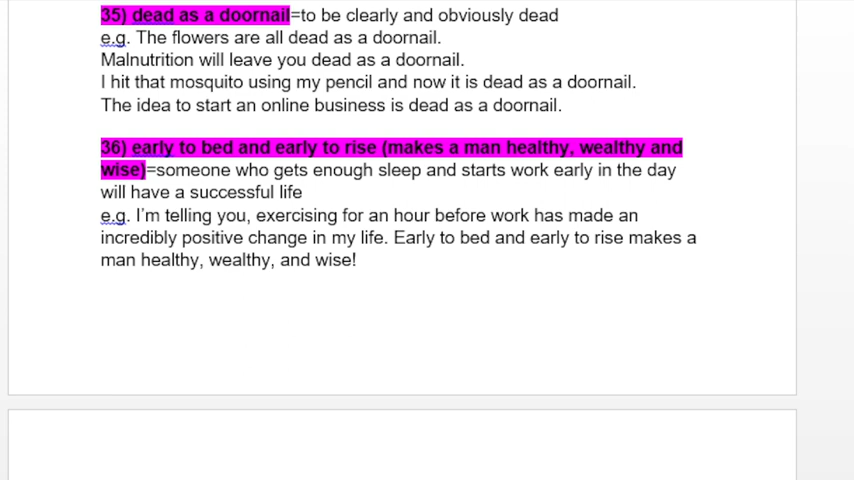 35) dead as a doornail=to be clearly and obviously dead
e.g. The flowers are all dead as a doornail.
Malnutrition will leave you dead as a doornail.
I hit that mosquito using my pencil and now it is dead as a doornail.
The idea to start an online business is dead as a doornail.
36) early to bed and early to rise (makes a man healthy, wealthy and
wise)=someone who gets enough sleep and starts work early in the day
will have a successful life
e.g. I'm telling you, exercising for an hour before work has made an
incredibly positive change in my life. Early to bed and early to rise makes a
man healthy, wealthy, and wise!